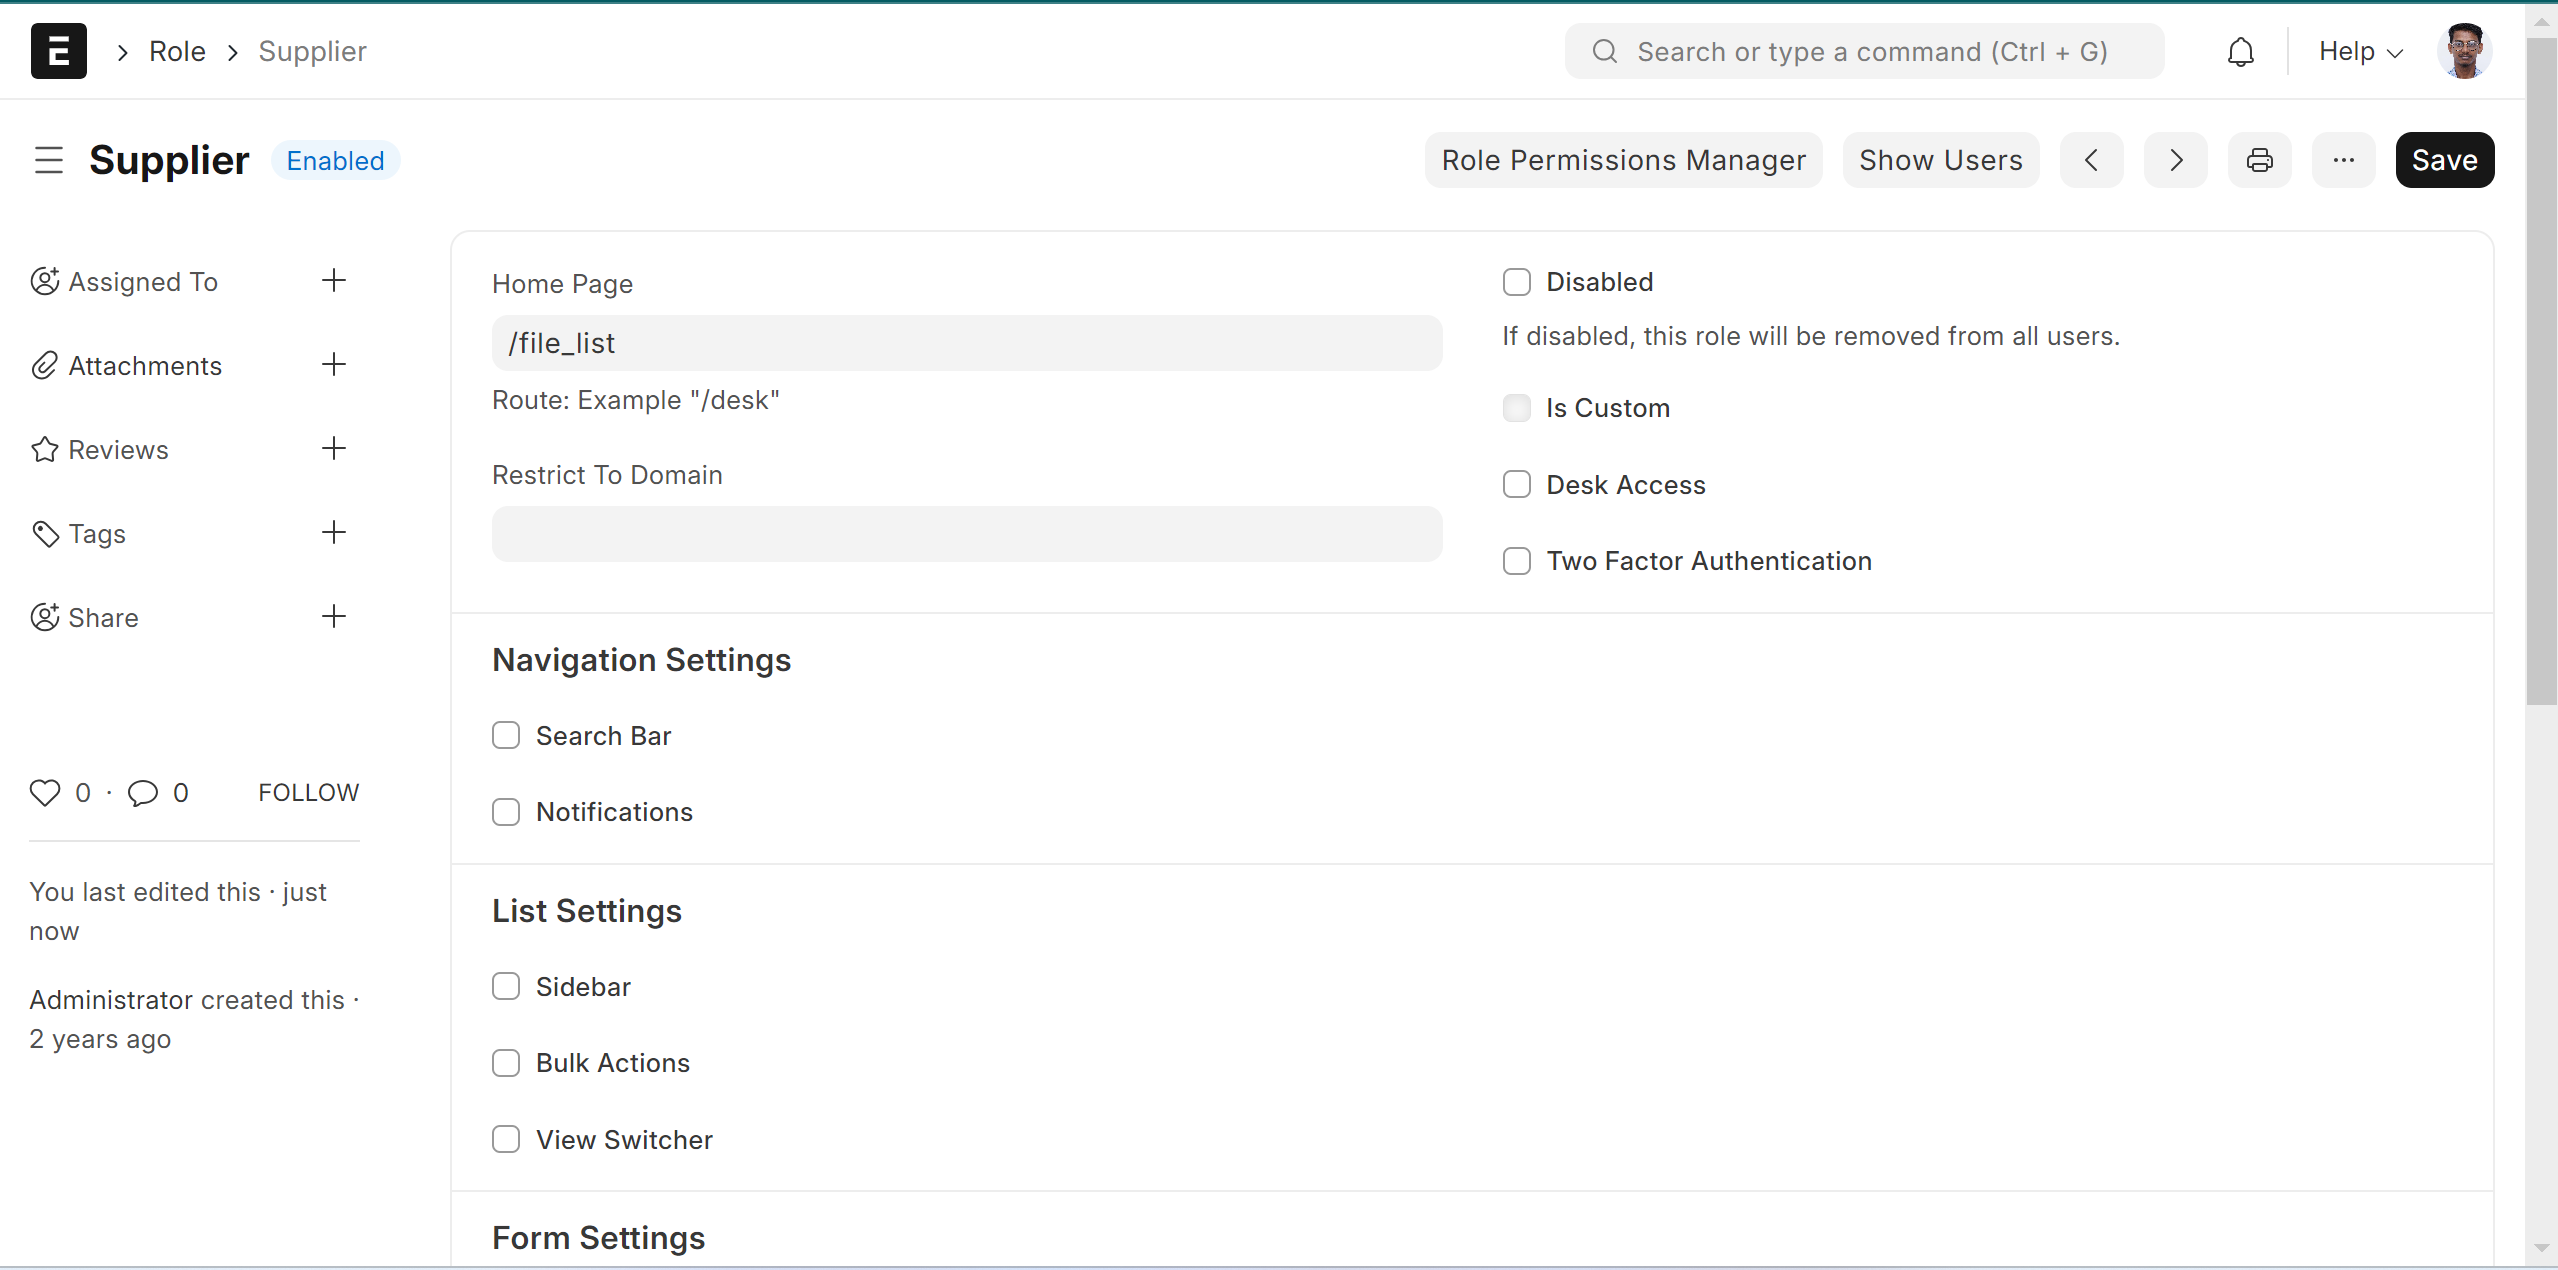 Role
Supplier
Search or type a command (Ctrl + G)
Help
Supplier
Enabled
Role Permissions Manager
Show Users
Save
Assigned To
Attachments
Reviews
Tags
Share
0 · 0
FOLLOW
You last edited this · just
now
Administrator created this ·
2 years ago
Home Page
/file_list
Route: Example "/desk"
Restrict To Domain
Disabled
If disabled, this role will be removed from all users.
Is Custom
Desk Access
Two Factor Authentication
Navigation Settings
Search Bar
Notifications
List Settings
Sidebar
Bulk Actions
View Switcher
Form Settings